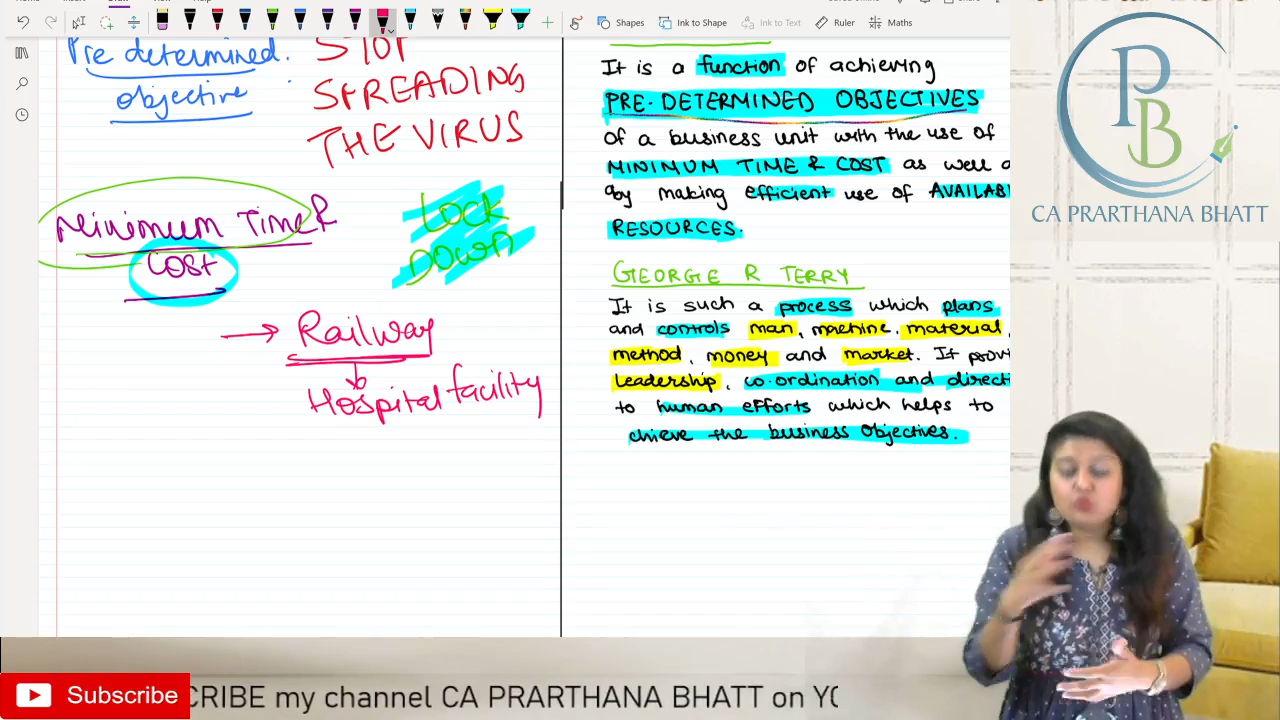 Shapes
Ink to Shape
Ink to Text
Ruler
Maths
Pre determined
objective
STOP
SPREADING
THE VIRUS
Minimum Time &
Cost
Lock
Down
→ Railway
Hospital facility
It is a function of achieving
PRE-DETERMINED OBJECTIVES
of a business unit with the use of
MINIMUM TIME & COST as well a
by making efficient use of AVAILAB
RESOURCES.
GEORGE R TERRY
It is such a process which plans
and controls man, machine, material,
method, money and market. It prov
leadership, co-ordination and direct
to human efforts which helps to
chieve the business objectives.
PB
CA PRARTHANA BHATT
Subscribe
CRIBE my channel CA PRARTHANA BHATT on YO